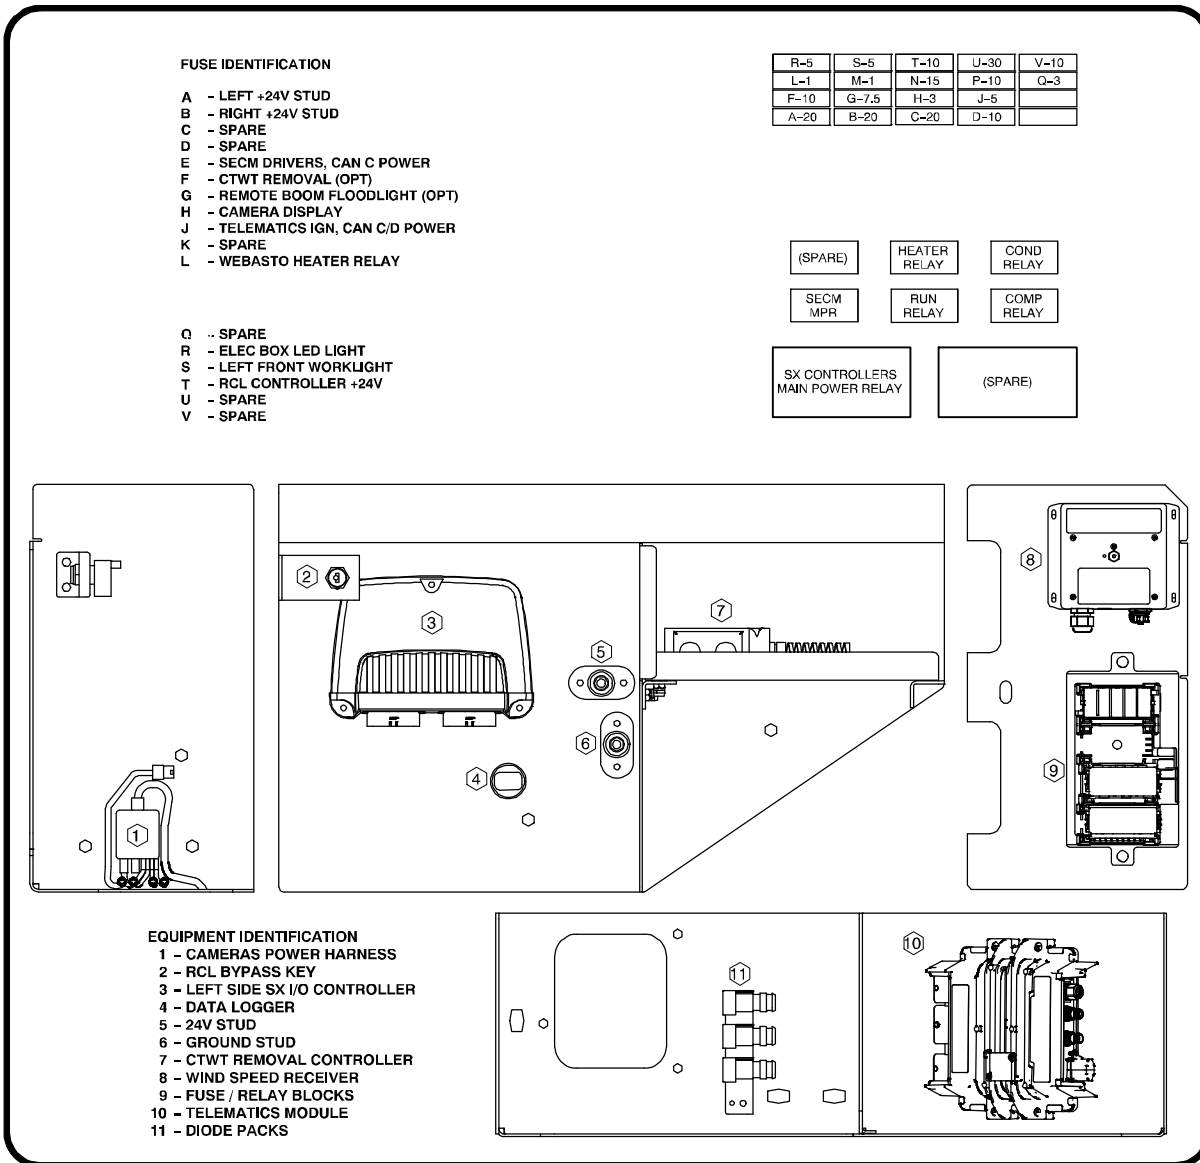 FUSE IDENTIFICATION
A - LEFT +24V STUD
B - RIGHT +24V STUD
C - SPARE
D - SPARE
E - SECM DRIVERS, CAN C POWER
F - CTWT REMOVAL (OPT)
G - REMOTE BOOM FLOODLIGHT (OPT)
H - CAMERA DISPLAY
J - TELEMATICS IGN, CAN C/D POWER
K - SPARE
L - WEBASTO HEATER RELAY
Q - SPARE
R - ELEC BOX LED LIGHT
S - LEFT FRONT WORKLIGHT
T - RCL CONTROLLER +24V
U - SPARE
V - SPARE
R-5 S-5 T-10 U-30 V-10
L-1 M-1 N-15 P-10 Q-3
F-10 G-7.5 H-3 J-5
A-20 B-20 C-20 D-10
(SPARE)
HEATER
RELAY
COND
RELAY
SECM
MPR
RUN
RELAY
COMP
RELAY
SX CONTROLLERS
MAIN POWER RELAY
(SPARE)
1
2
3
4
5
6
7
8
9
EQUIPMENT IDENTIFICATION
1 - CAMERAS POWER HARNESS
2 - RCL BYPASS KEY
3 - LEFT SIDE SX I/O CONTROLLER
4 - DATA LOGGER
5 - 24V STUD
6 - GROUND STUD
7 - CTWT REMOVAL CONTROLLER
8 - WIND SPEED RECEIVER
9 - FUSE / RELAY BLOCKS
10 - TELEMATICS MODULE
11 - DIODE PACKS
11
10